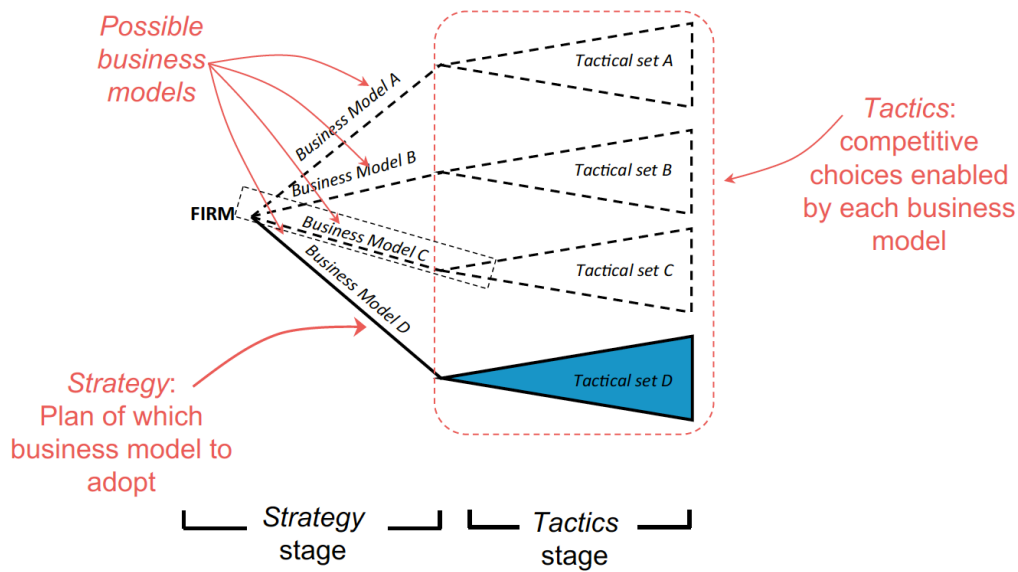 Possible
business
models
Business Model A
Business Model B
Business Model C
Business Model D
FIRM
Tactical set A
Tactical set B
Tactical set C
Tactical set D
Tactics:
competitive
choices enabled
by each business
model
Strategy:
Plan of which
business model to
adopt
Strategy
stage
Tactics
stage